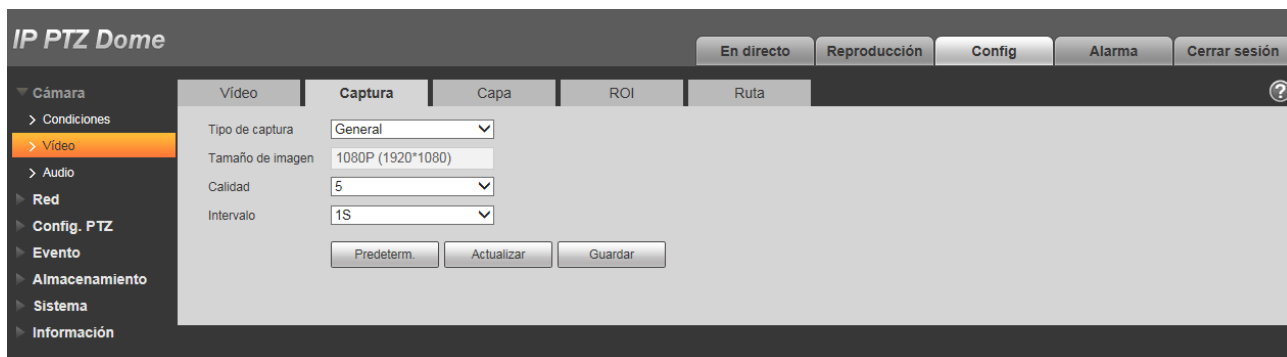 IP PTZ Dome
En directo Reproducción Config Alarma Cerrar sesión
Cámara
Condiciones
Vídeo
Audio
Red
Config. PTZ
Evento
Almacenamiento
Sistema
Información
Vídeo Captura Capa ROI Ruta ?
Tipo de captura General
Tamaño de imagen 1080P (1920*1080)
Calidad 5
Intervalo 1S
Predeterm. Actualizar Guardar